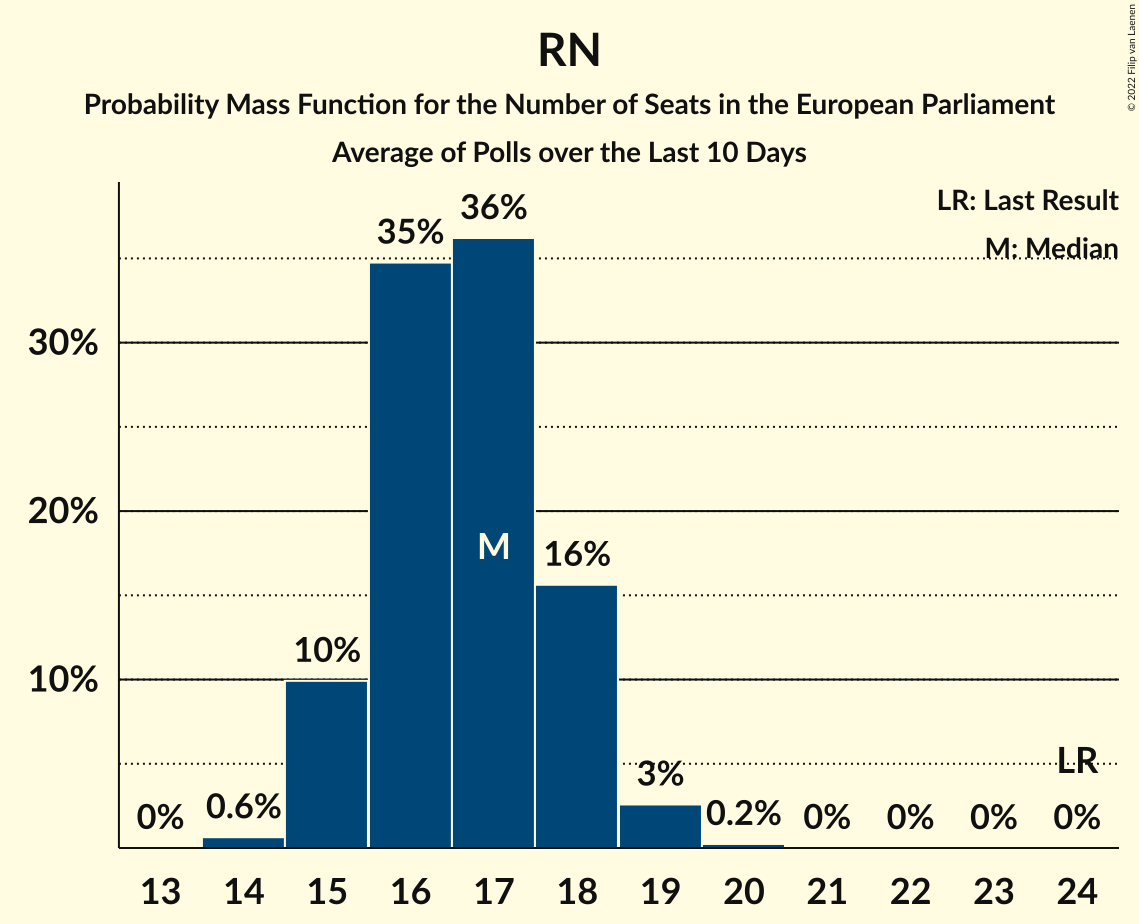 RN
Probability Mass Function for the Number of Seats in the European Parliament
Average of Polls over the Last 10 Days
© 2022 Filip van Laenen
LR: Last Result
M: Median
36%
35%
30%
20%
M
16%
10%
10%
LR
3%
0% 0.6% 0.2% 0% 0% 0% 0%
13 14 15 16 17 18 19 20 21 22 23 24